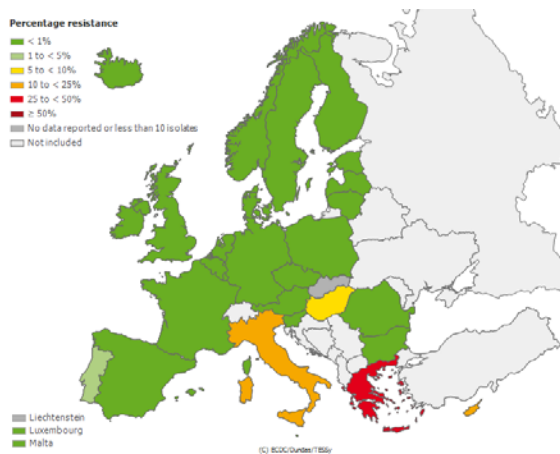 Percentage resistance
< 1%
1 to < 5%
5 to < 10%
10 to < 25%
25 to < 50%
≥ 50%
No data reported or less than 10 isolates
Not included
Liechtenstein
Luxembourg
Malta
(C) ECDC/Dundas/TESSy